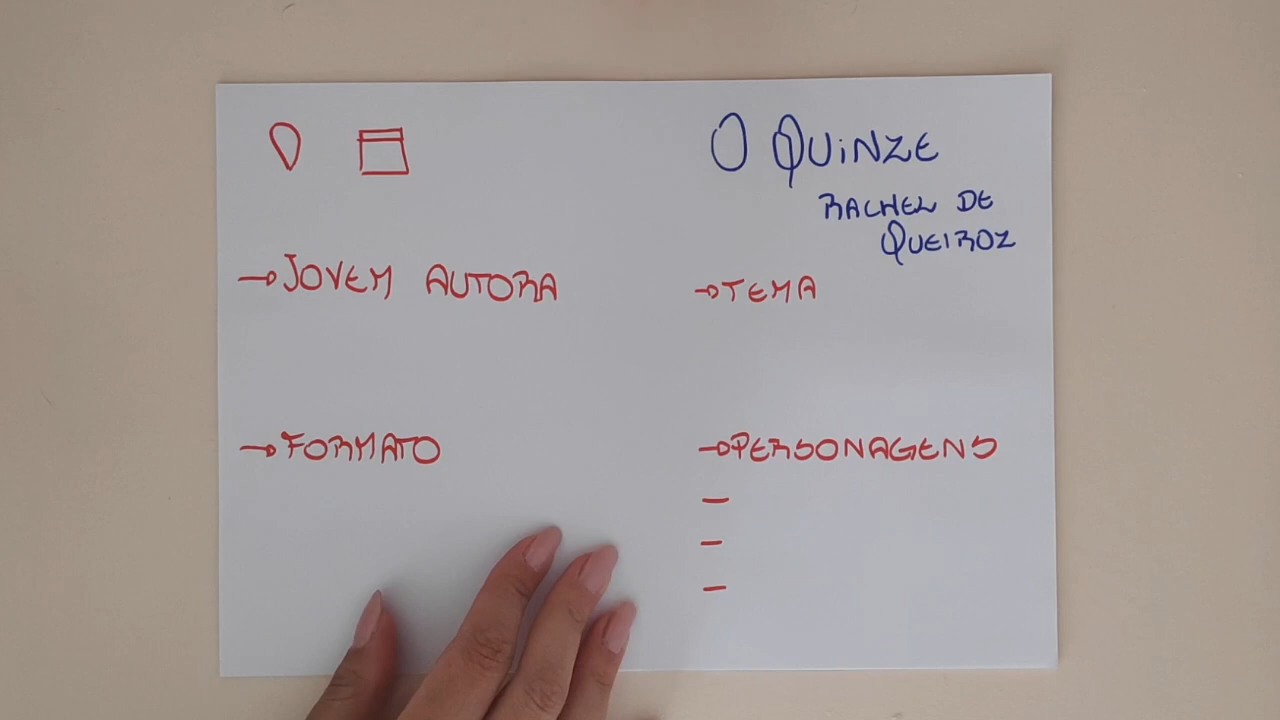 O QUINZE
RACHEL DE
QUEIROZ
→ JOVEM AUTORA
→ TEMA
→ FORMATO
→ PERSONAGENS
–
–
–